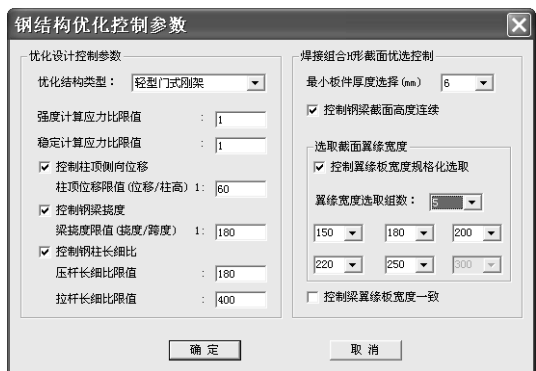 钢结构优化控制参数
优化设计控制参数
优化结构类型： 轻型门式刚架
强度计算应力比限值 : 1
稳定计算应力比限值 : 1
控制柱顶侧向位移
柱顶位移限值(位移/柱高) 1: 60
控制钢梁挠度
梁挠度限值(挠度/跨度) 1: 180
控制钢柱长细比
压杆长细比限值 : 180
拉杆长细比限值 : 400
焊接组合H形截面优选控制
最小板件厚度选择(mm) 6
控制钢梁截面高度连续
选取截面翼缘宽度
控制翼缘板宽度规格化选取
翼缘宽度选取组数： 5
150 180 200
220 250 300
控制梁翼缘板宽度一致
确定 取消